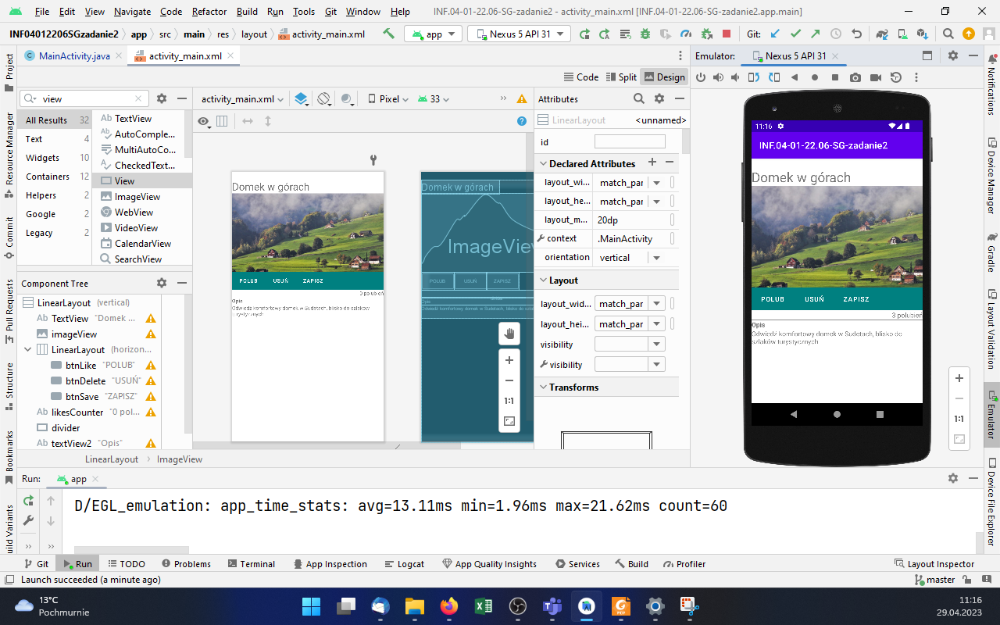 File Edit View Navigate Code Refactor Build Run Tools Git Window Help INF.04-01-22.06-SG-zadanie2 - activity_main.xml [INF.04-01-22.06-SG-zadanie2.app.main]
INF04012206SGzadanie2 app src main res layout activity_main.xml app Nexus 5 API 31 Git:
MainActivity.java activity_main.xml Emulator: Nexus 5 API 31
Code Split Design
view activity_main.xml Pixel 33 Attributes
All Results 32
Text 4
Widgets 10
Containers 12
Helpers 2
Google 2
Legacy 2
Ab TextView
AutoComple...
MultiAutoCo...
CheckedText...
View
ImageView
WebView
VideoView
CalendarView
SearchView
Component Tree
LinearLayout (vertical)
Ab TextView "Domek ...
imageView
LinearLayout (horizon...
btnLike "POLUB"
btnDelete "USUŃ"
btnSave "ZAPISZ"
Ab likesCounter "0 pol...
divider
Ab textView2 "Opis"
Domek w górach
POLUB USUŃ ZAPISZ
0 polubień
Opis
Odwiedź komfortowy domek w Sudetach, blisko do szlaków
turystycznych
Domek w górach
ImageView
POLUB USUŃ ZAPISZ
Opis
Odwiedź komfortowy domek w Sudetach, blisko do szlaków
1:1
LinearLayout ImageView
LinearLayout <unnamed>
id
Declared Attributes
layout_wi... match_par
layout_he... match_par
layout_m... 20dp
context .MainActivity
orientation vertical
Layout
layout_wid... match_par
layout_hei... match_par
visibility
visibility
Transforms
11:16
INF.04-01-22.06-SG-zadanie2
Domek w górach
POLUB USUŃ ZAPISZ
3 polubień
Opis
Odwiedź komfortowy domek w Sudetach, blisko do
szlaków turystycznych
1:1
Project
Resource Manager
Commit
Pull Requests
Structure
Bookmarks
uild Variants
Notifications
Device Manager
Gradle
Layout Validation
Emulator
Device File Explorer
Run: app
D/EGL_emulation: app_time_stats: avg=13.11ms min=1.96ms max=21.62ms count=60
Git Run TODO Problems Terminal App Inspection Logcat App Quality Insights Services Build Profiler Layout Inspector
Launch succeeded (a minute ago) master
13°C
Pochmurnie
11:16
29.04.2023